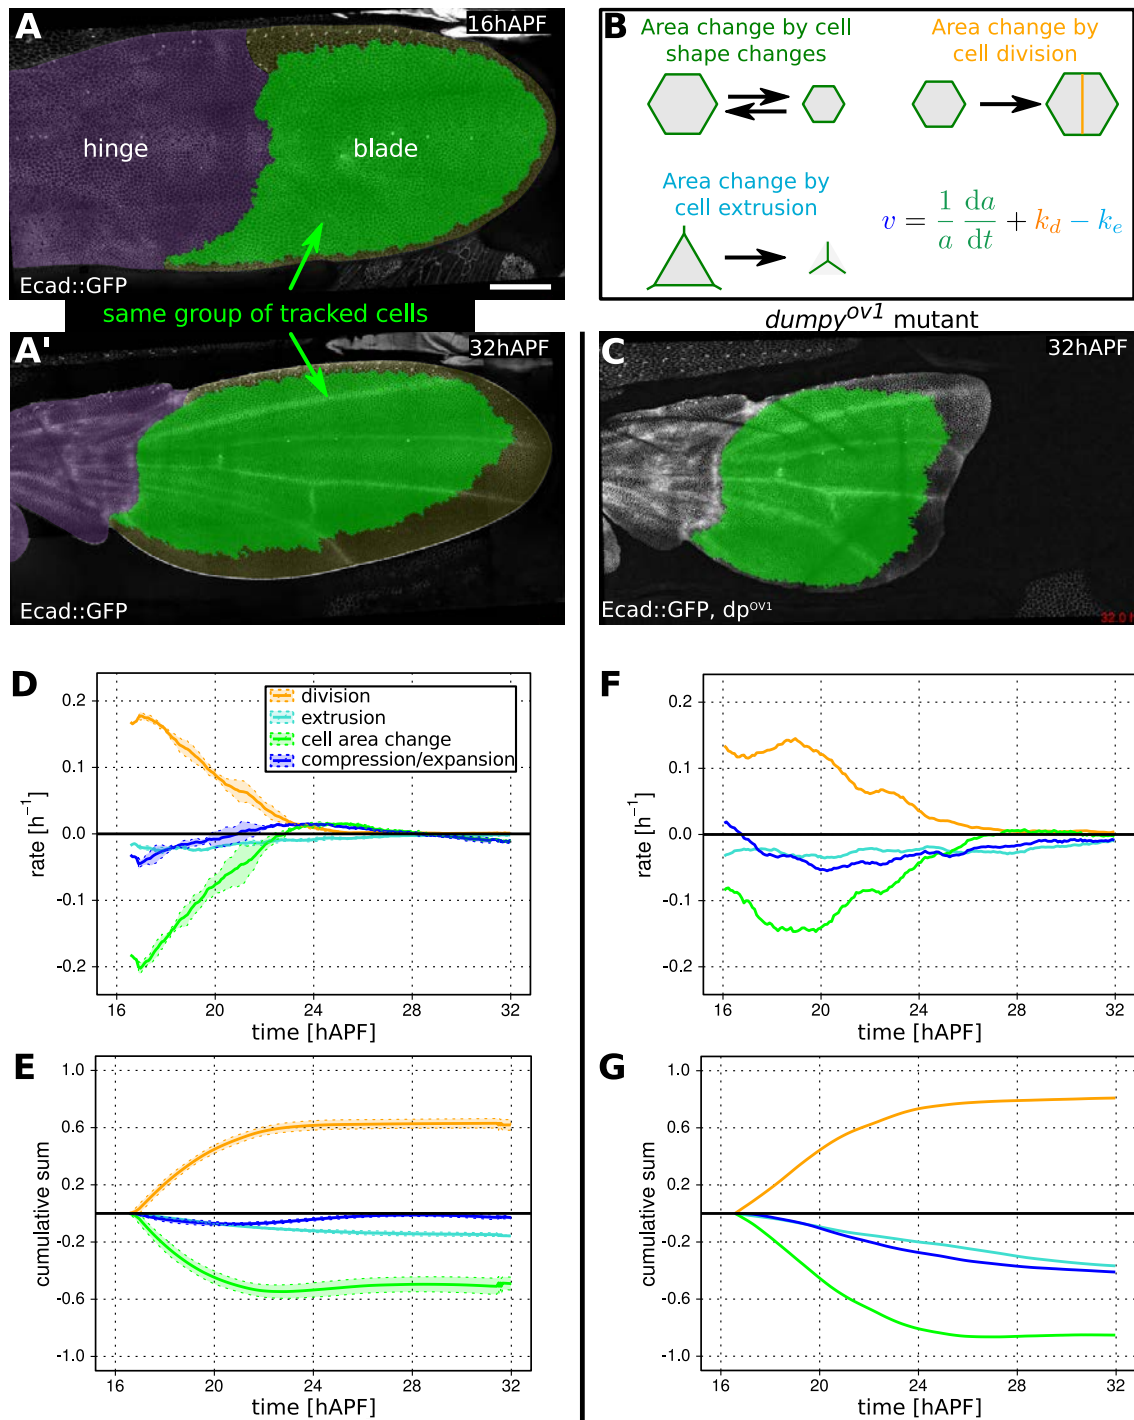 A
16hAPF
hinge
blade
Ecad::GFP
same group of tracked cells
A'
32hAPF
Ecad::GFP
B
Area change by cell
shape changes
Area change by
cell division
Area change by
cell extrusion
v = 1/a da/dt + k_d − k_e
dumpy^ov1 mutant
C
32hAPF
Ecad::GFP, dp^ov1
D
0.2
0.1
0.0
-0.1
-0.2
rate [h⁻¹]
division
extrusion
cell area change
compression/expansion
16 20 24 28 32
time [hAPF]
F
0.2
0.1
0.0
-0.1
-0.2
rate [h⁻¹]
16 20 24 28 32
time [hAPF]
E
1.0
0.6
0.2
-0.2
-0.6
-1.0
cumulative sum
16 20 24 28 32
time [hAPF]
G
1.0
0.6
0.2
-0.2
-0.6
-1.0
cumulative sum
16 20 24 28 32
time [hAPF]